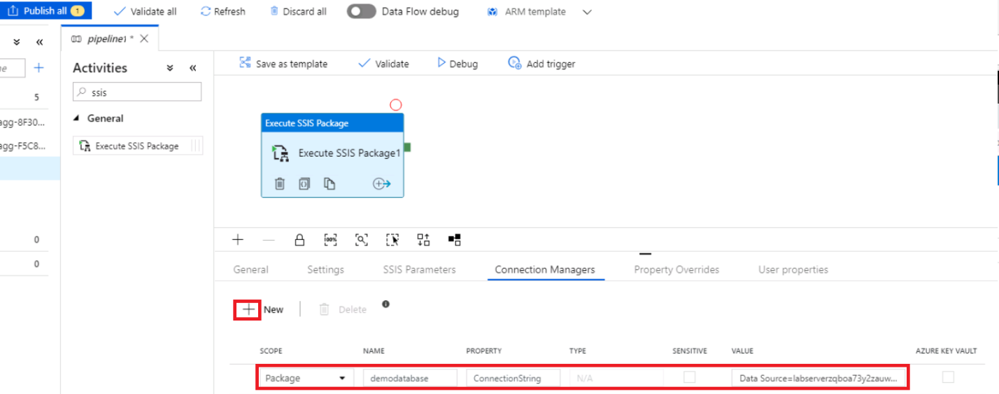 Publish all 1 Validate all Refresh Discard all Data Flow debug ARM template
pipeline1 *
Activities
Save as template Validate Debug Add trigger
ssis
5
General
agg-8F30...
Execute SSIS Package
agg-F5C8...
Execute SSIS Package
Execute SSIS Package1
0
100%
0
General Settings SSIS Parameters Connection Managers Property Overrides User properties
New Delete
SCOPE NAME PROPERTY TYPE SENSITIVE VALUE AZURE KEY VAULT
Package demodatabase ConnectionString N/A Data Source=labserverzqboa73y2zauw...